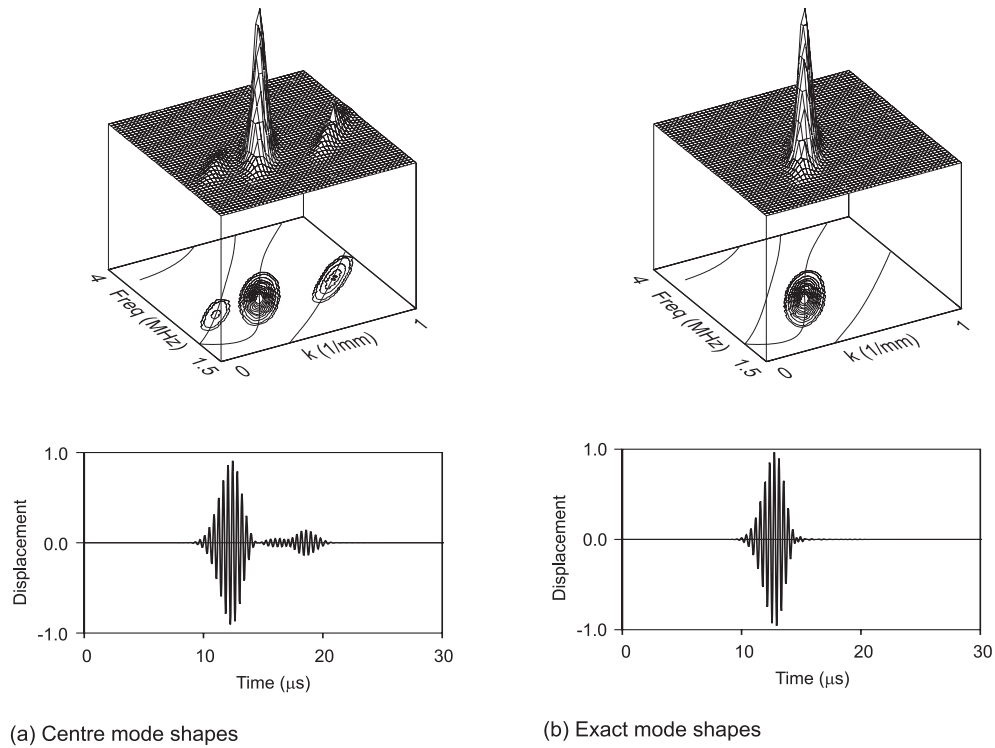 4
Freq (MHz)
1.5
0
k (1/mm)
1
4
Freq (MHz)
1.5
0
k (1/mm)
1
1.0
0.0
-1.0
Displacement
0
10
20
30
Time (μs)
1.0
0.0
-1.0
Displacement
0
10
20
30
Time (μs)
(a) Centre mode shapes
(b) Exact mode shapes